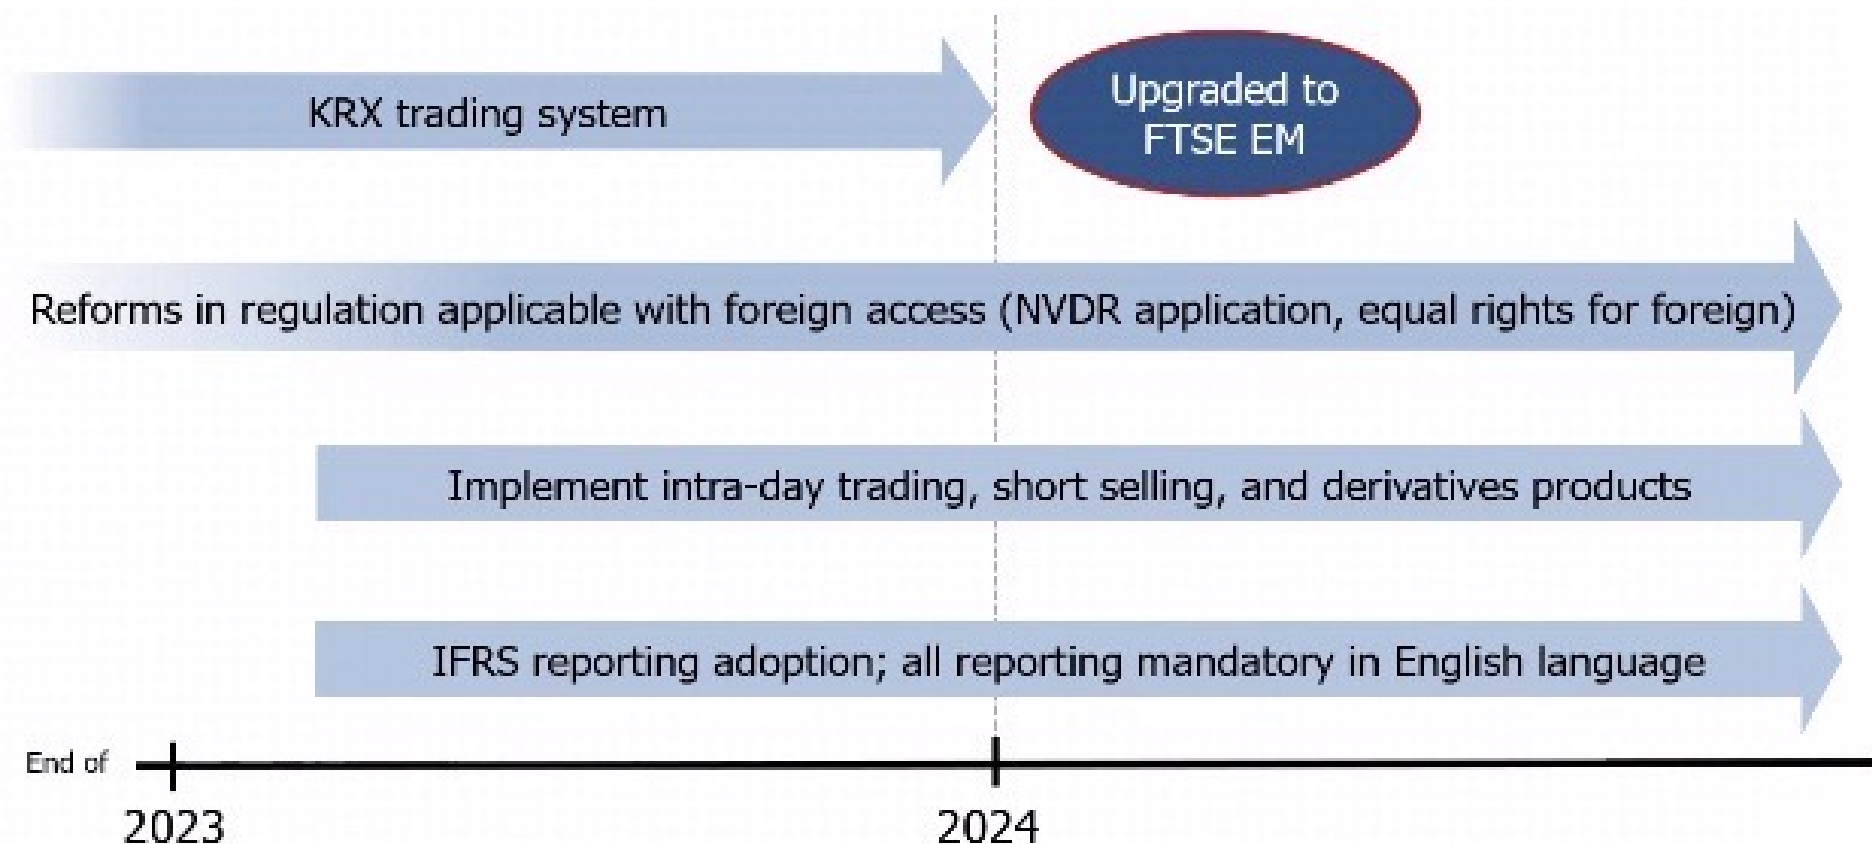 KRX trading system
Upgraded to
FTSE EM
Reforms in regulation applicable with foreign access (NVDR application, equal rights for foreign)
Implement intra-day trading, short selling, and derivatives products
IFRS reporting adoption; all reporting mandatory in English language
End of
2023
2024